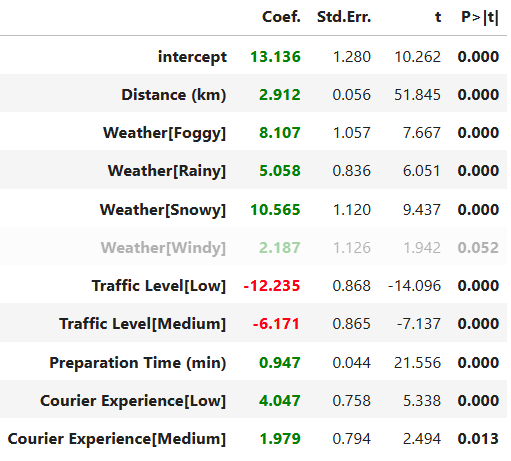 Coef. Std.Err. t P>|t|
intercept 13.136 1.280 10.262 0.000
Distance (km) 2.912 0.056 51.845 0.000
Weather[Foggy] 8.107 1.057 7.667 0.000
Weather[Rainy] 5.058 0.836 6.051 0.000
Weather[Snowy] 10.565 1.120 9.437 0.000
Weather[Windy] 2.187 1.126 1.942 0.052
Traffic Level[Low] -12.235 0.868 -14.096 0.000
Traffic Level[Medium] -6.171 0.865 -7.137 0.000
Preparation Time (min) 0.947 0.044 21.556 0.000
Courier Experience[Low] 4.047 0.758 5.338 0.000
Courier Experience[Medium] 1.979 0.794 2.494 0.013